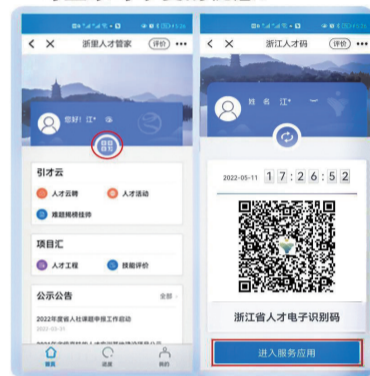 浙里人才管家
评价
您好! 江*
引才云
人才云聘
人才活动
难题揭榜挂帅
项目汇
人才工程
技能评价
公示公告
全部
2022年度省人社课题申报工作启动
首页
我的
浙江人才码
评价
姓 名 江*
2022-05-11 17:26:52
浙江省人才电子识别码
进入服务应用